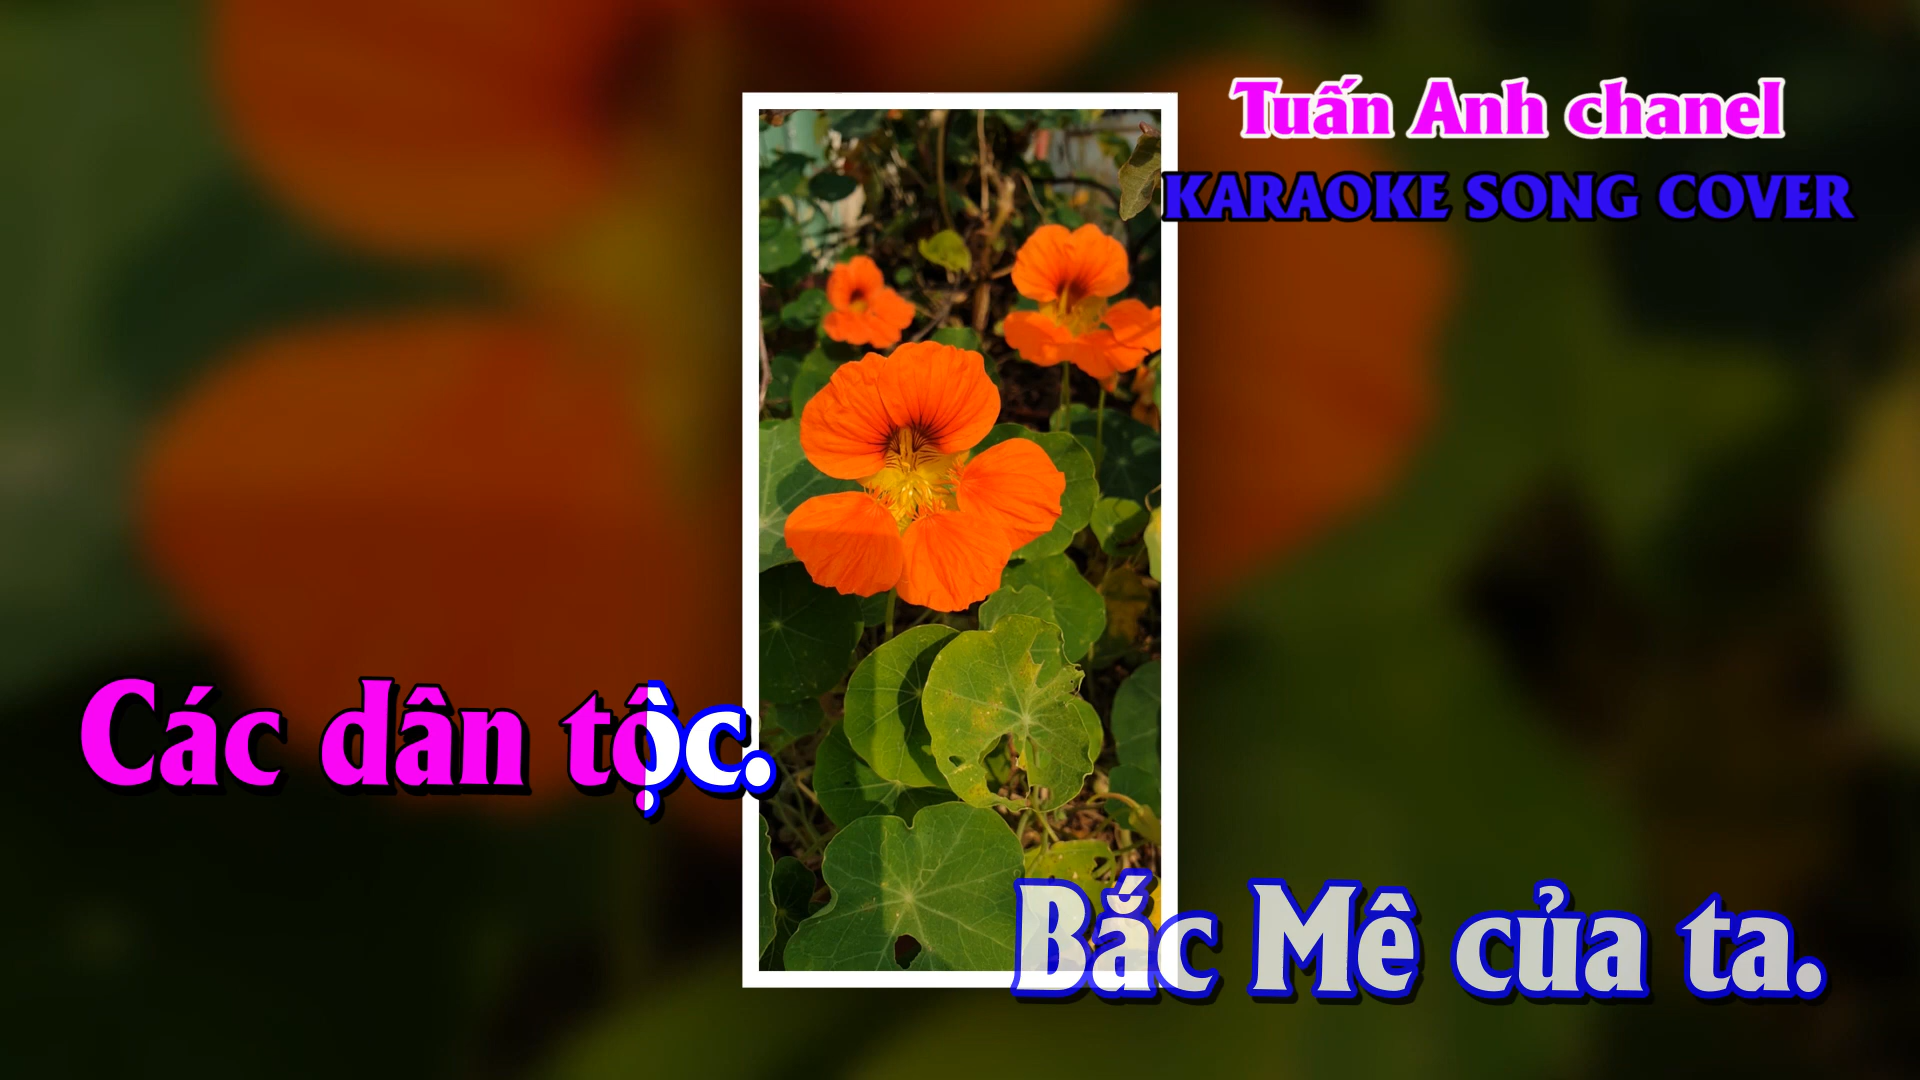 Tuấn Anh chanel
KARAOKE SONG COVER
Các dân tộc.
Bắc Mê của ta.